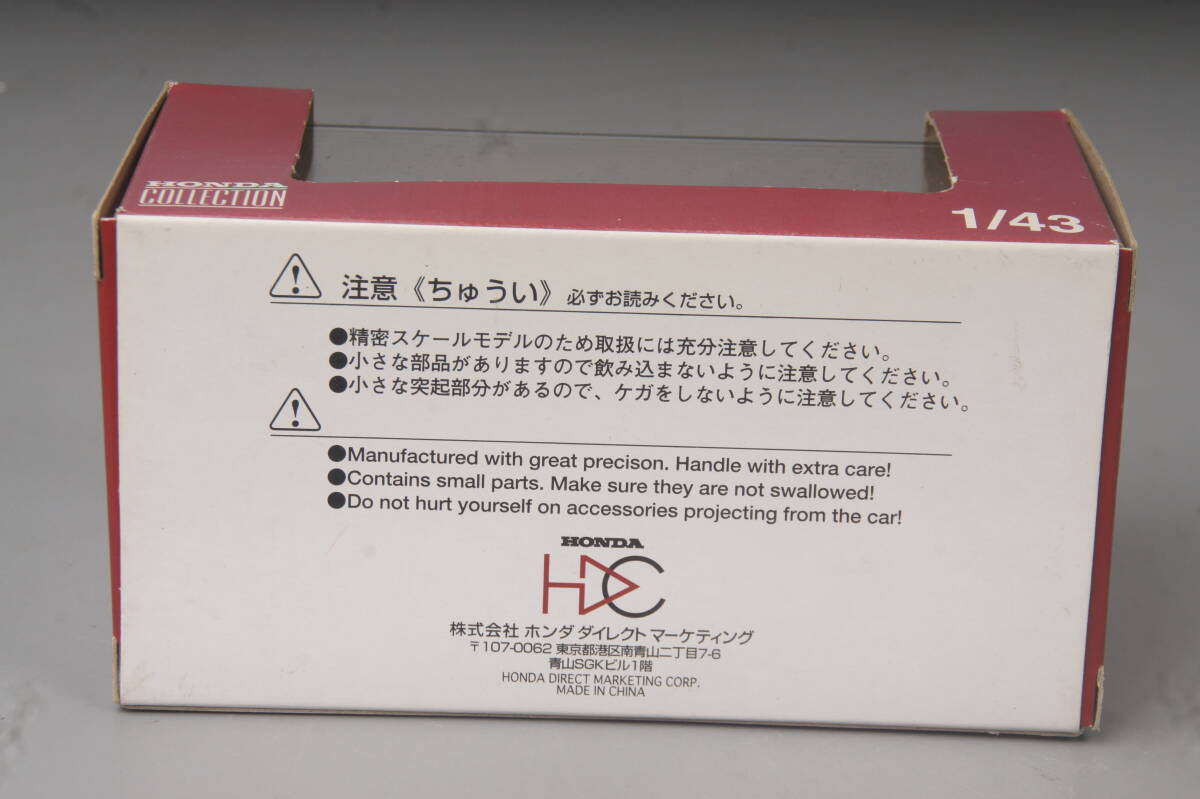 HONDA
COLLECTION
1/43
注意《ちゅうい》必ずお読みください。
●精密スケールモデルのため取扱には充分注意してください。
●小さな部品がありますので飲み込まないように注意してください。
●小さな突起部分があるので、ケガをしないように注意してください。
●Manufactured with great precison. Handle with extra care!
●Contains small parts. Make sure they are not swallowed!
●Do not hurt yourself on accessories projecting from the car!
HONDA
HDC
株式会社 ホンダ ダイレクト マーケティング
〒107-0062 東京都港区南青山二丁目7-6
青山SGKビル1階
HONDA DIRECT MARKETING CORP.
MADE IN CHINA